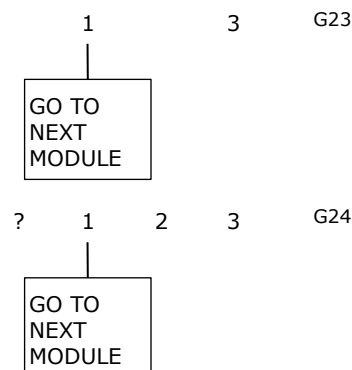 1 3 G23
GO TO
NEXT
MODULE
? 1 2 3 G24
GO TO
NEXT
MODULE